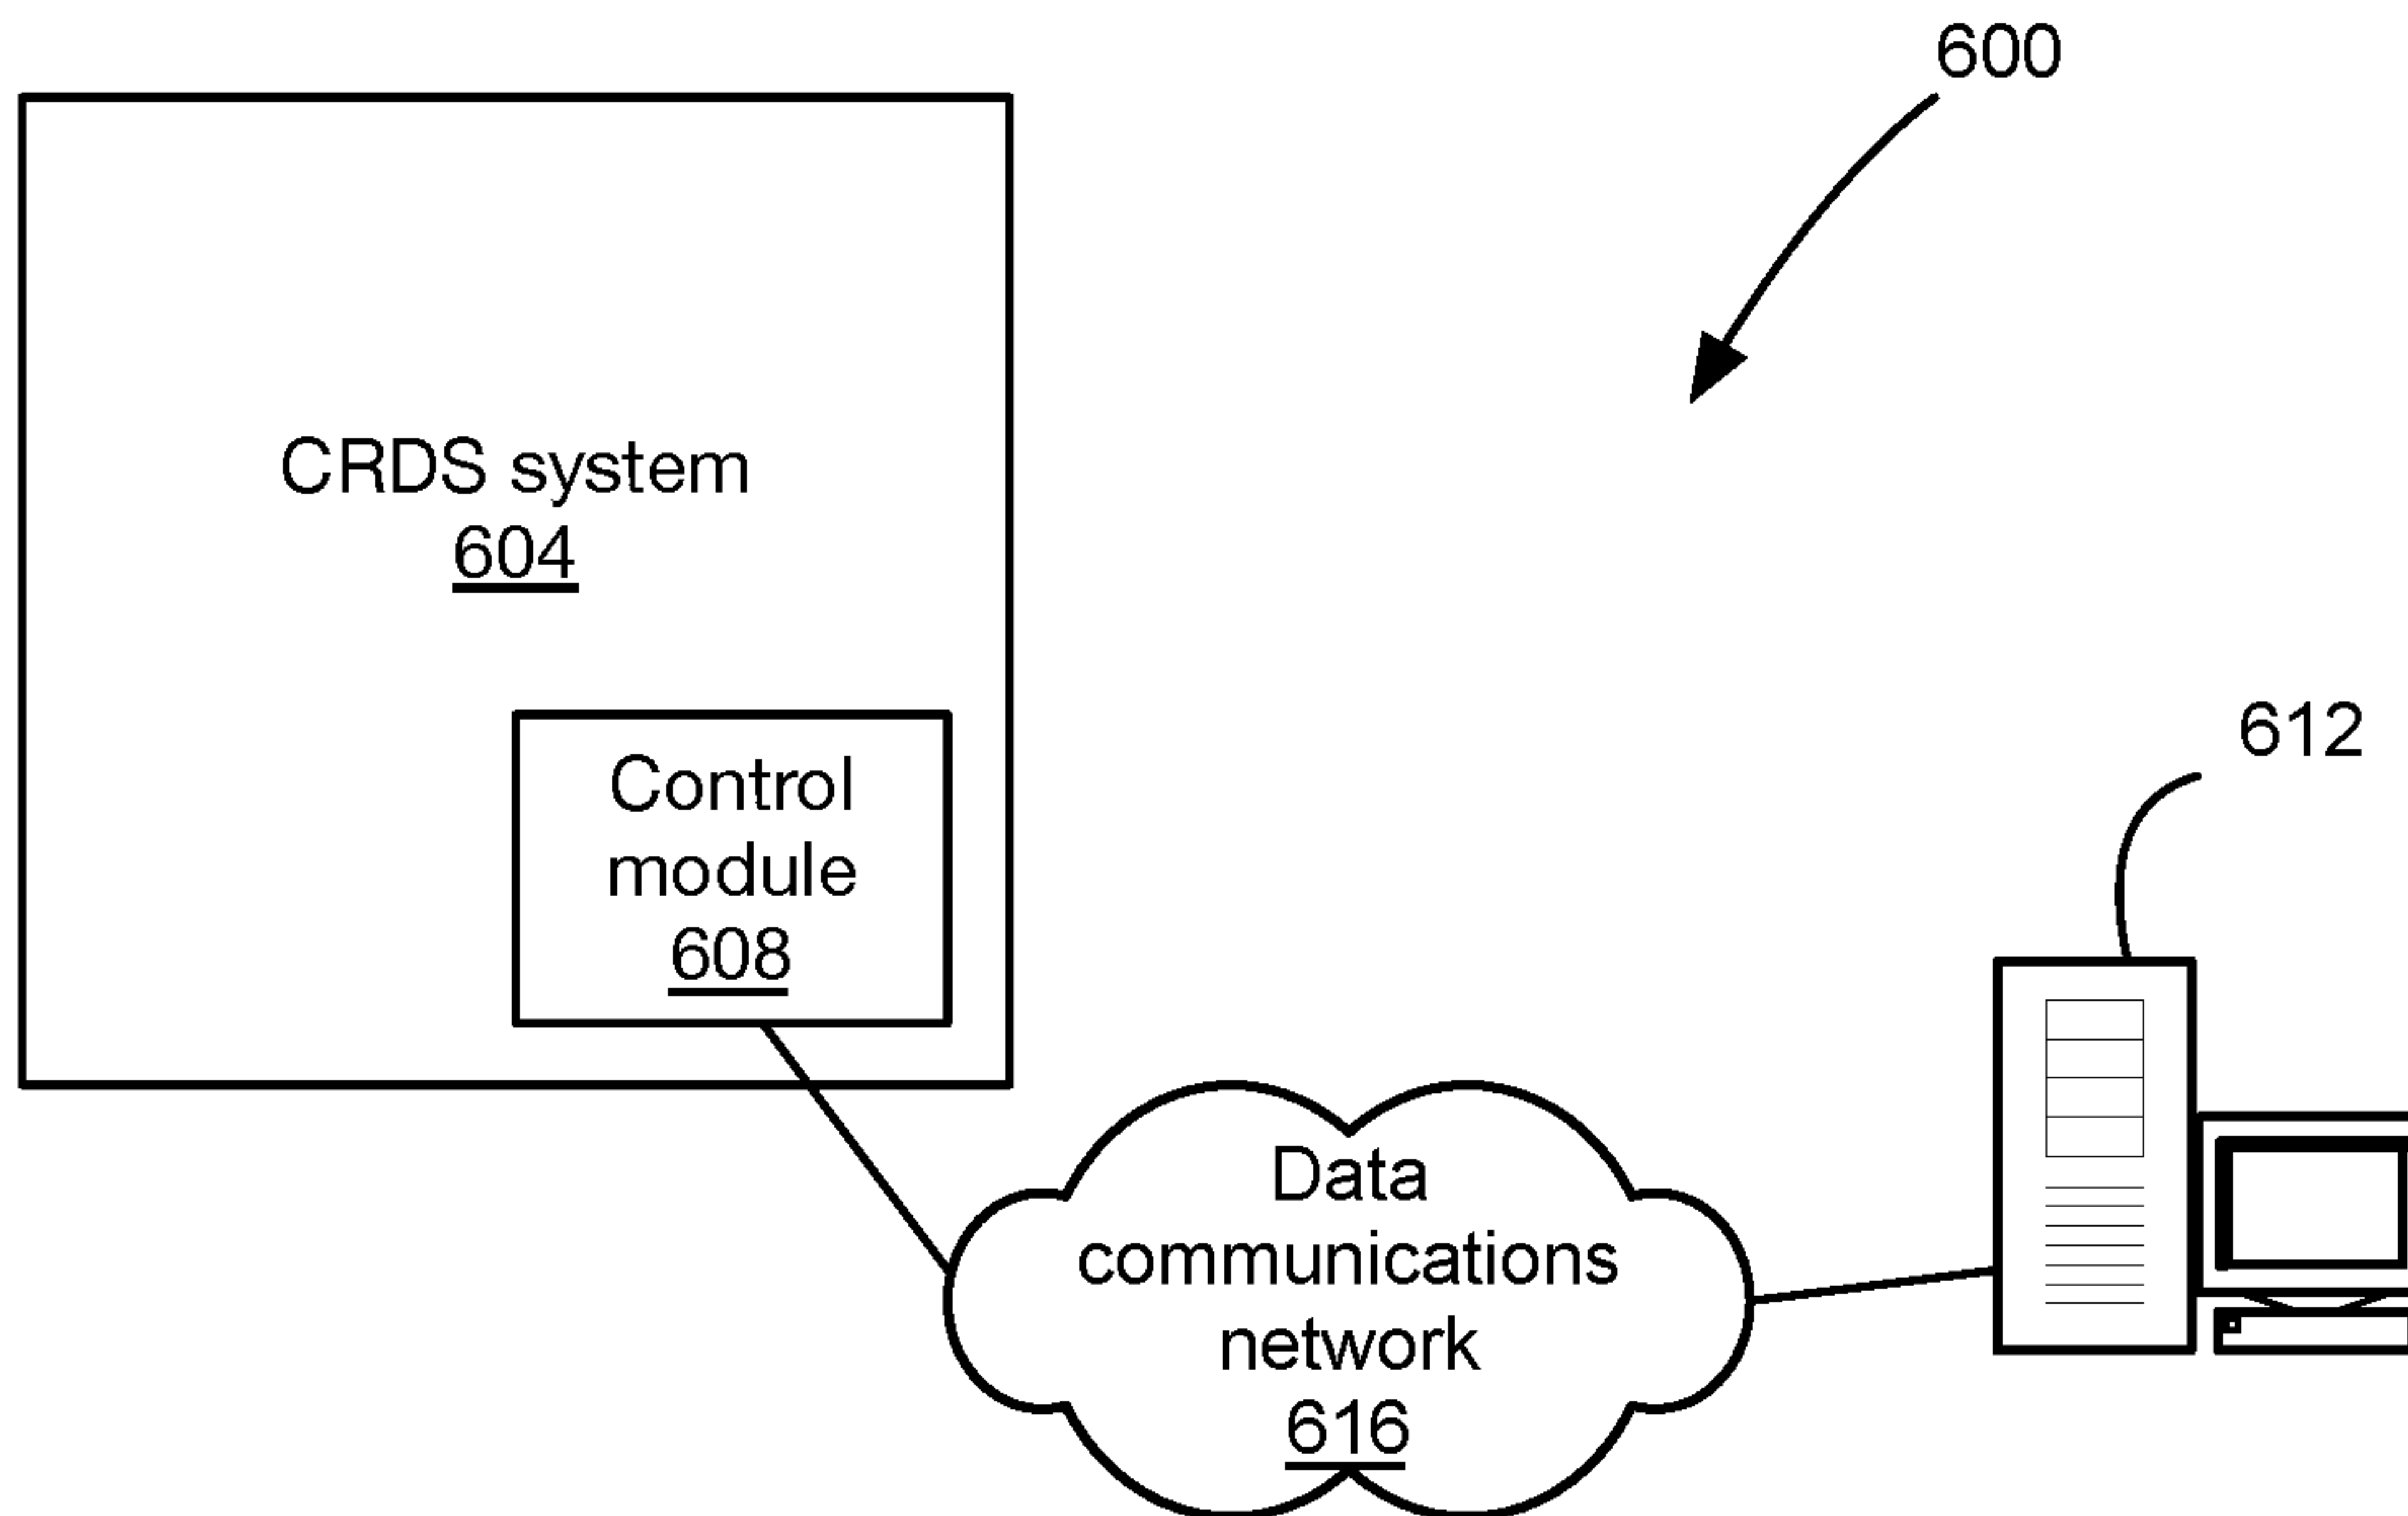 600
CRDS system
604
612
Control
module
608
Data
communications
network
616